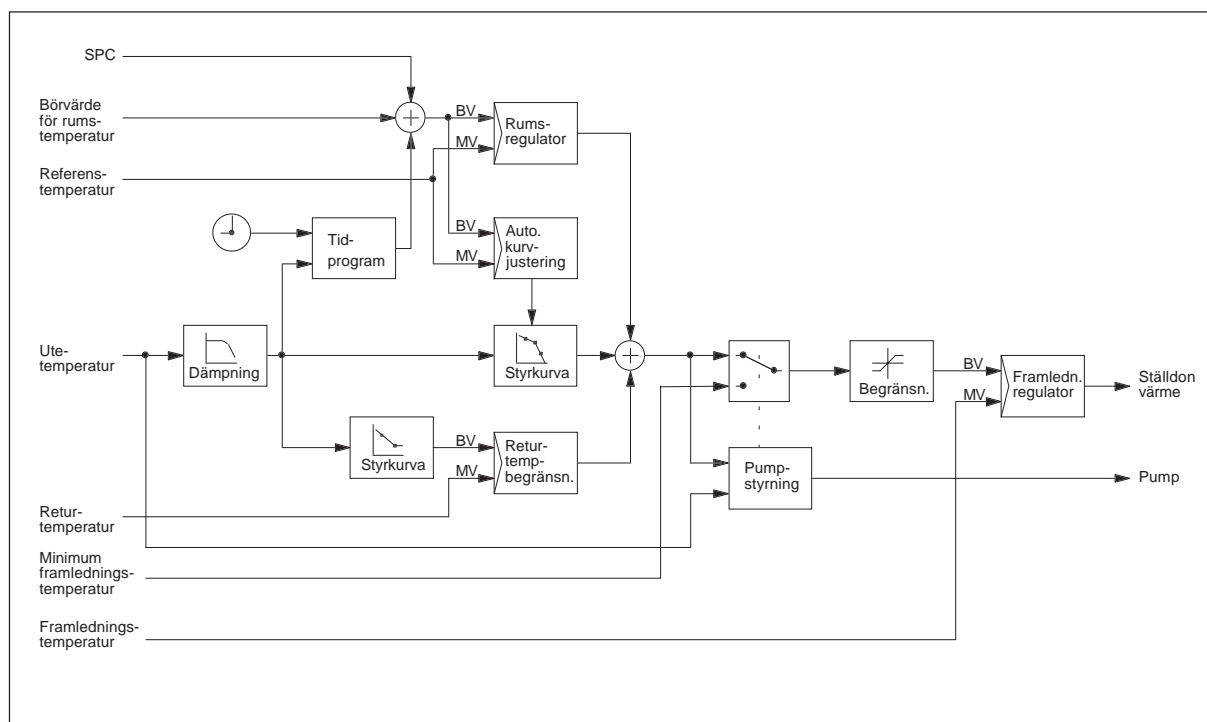 SPC
Börvärde
för rums-
temperatur
BV
Rums-
regulator
MV
Referens-
temperatur
Tid-
program
BV
Auto.
kurv-
justering
MV
Ute-
temperatur
Dämpning
Styrkurva
Begränsn.
BV
Framledn.
regulator
MV
Ställdon
värme
Styrkurva
BV
Retur-
temp-
begränsn.
MV
Pump-
styrning
Pump
Retur-
temperatur
Minimum
framlednings-
temperatur
Framlednings-
temperatur